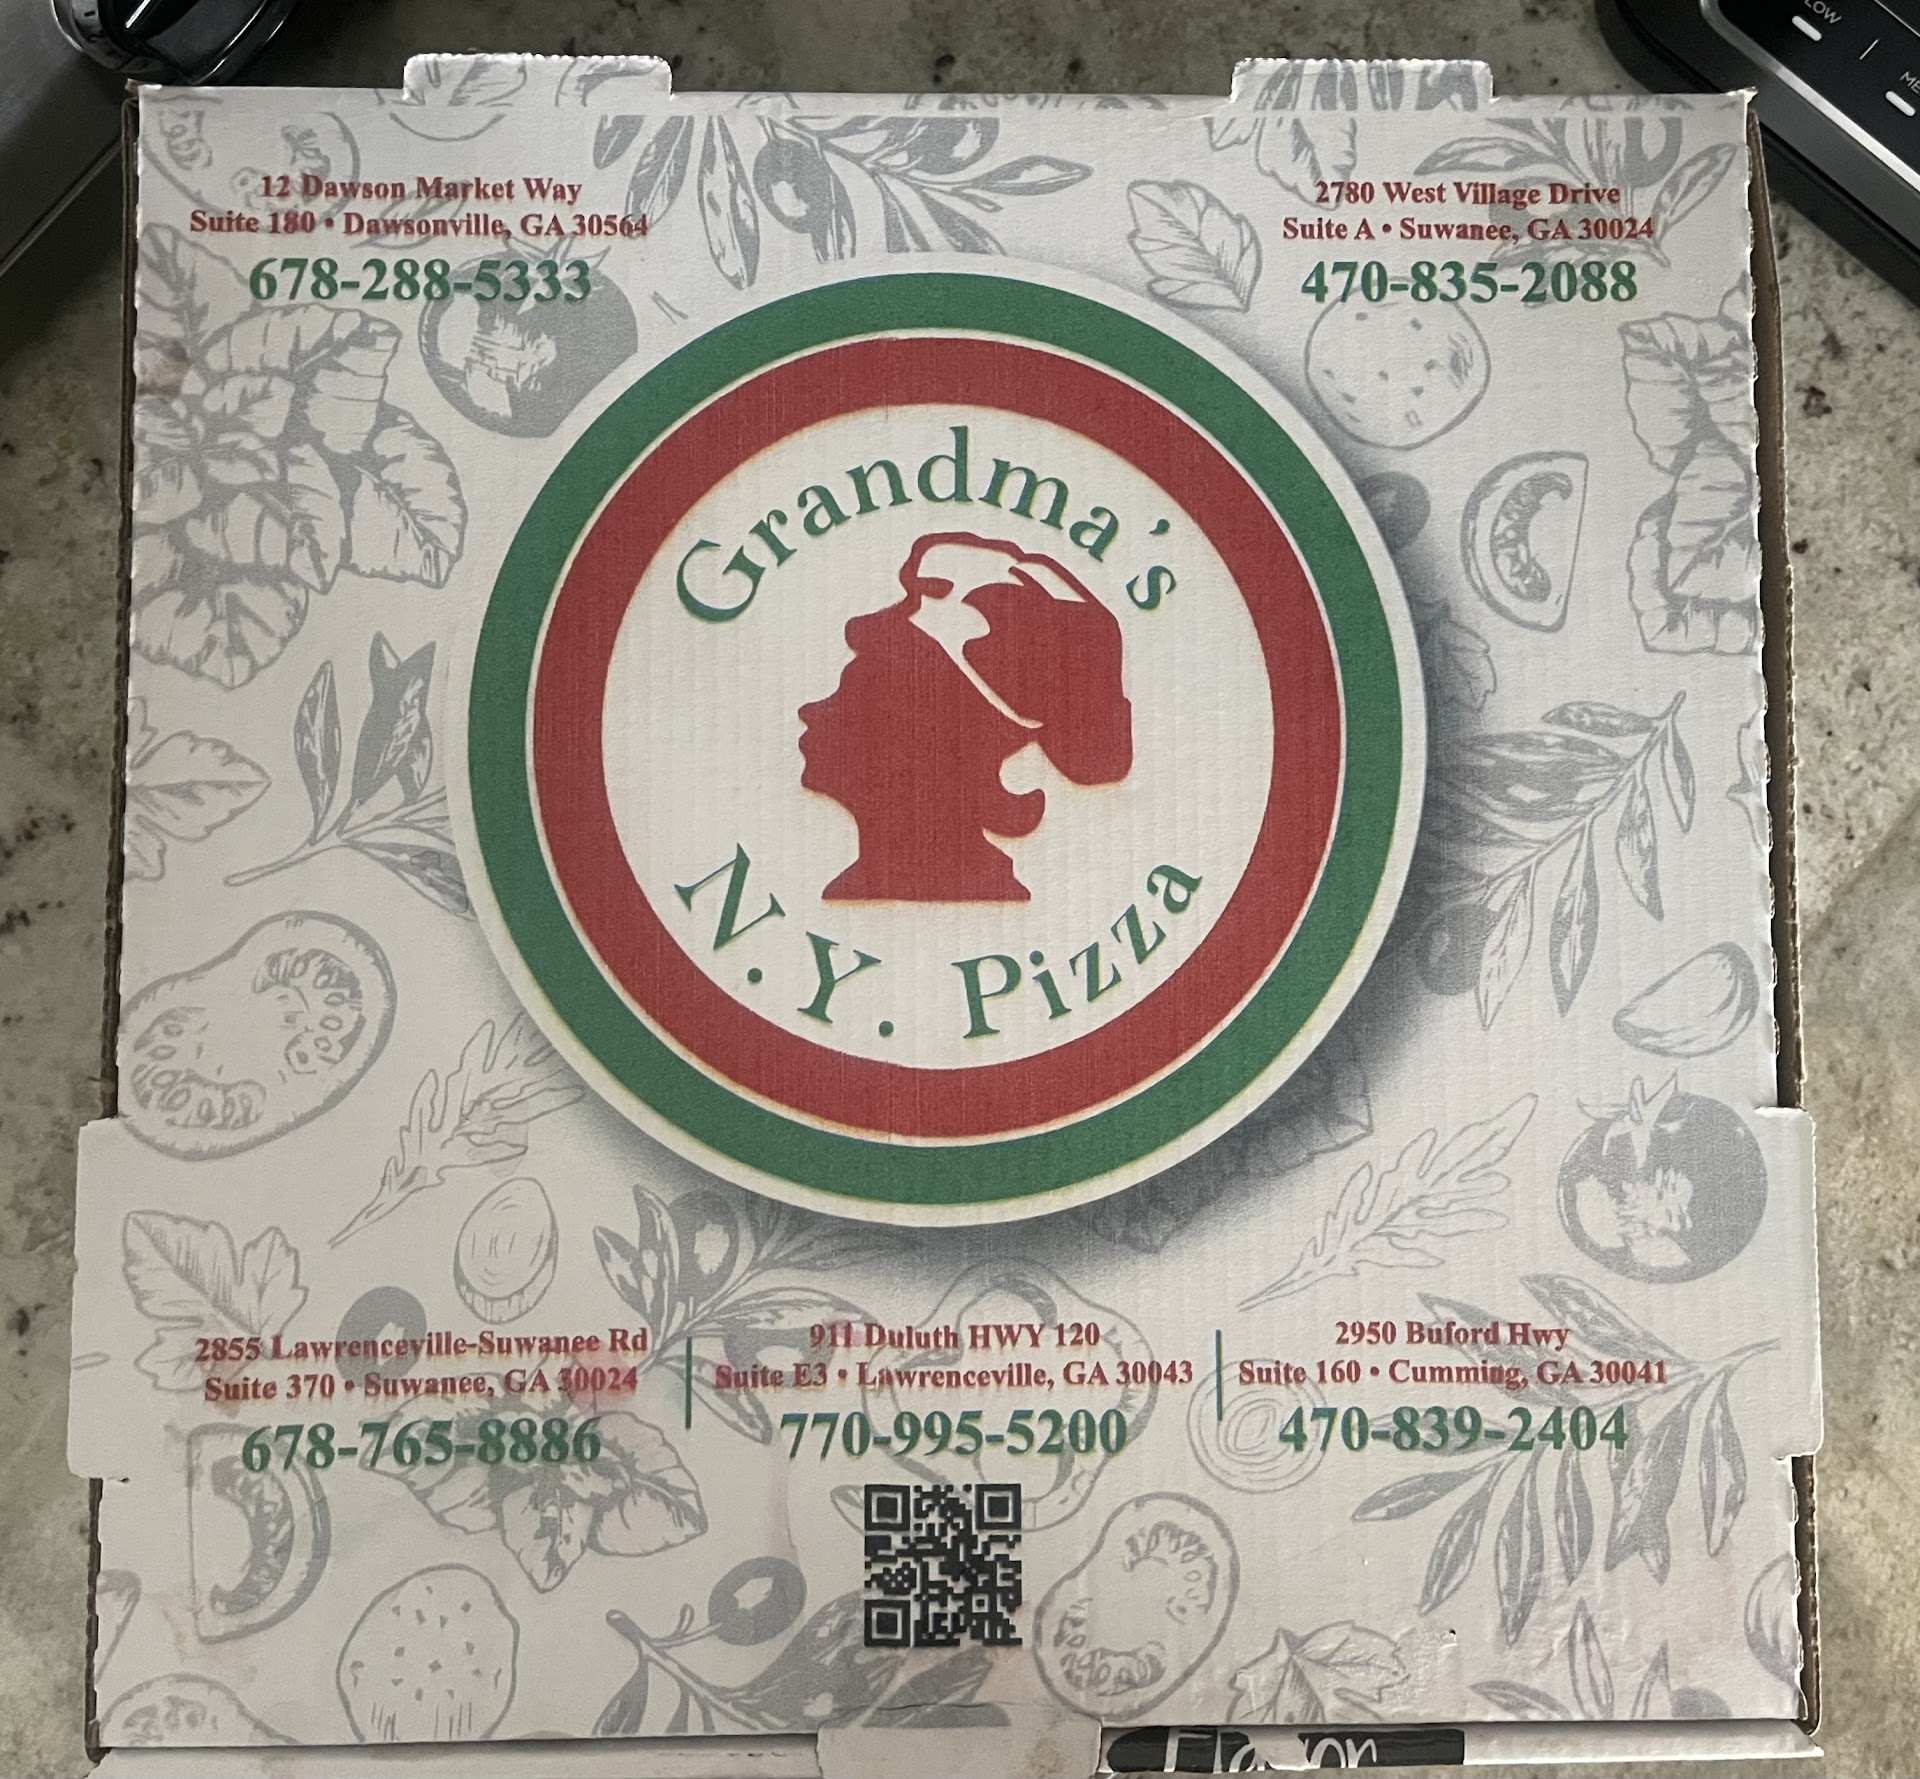 LOW
12 Dawson Market Way
Suite 180 • Dawsonville, GA 30564
678-288-5333
2780 West Village Drive
Suite A • Suwanee, GA 30024
470-835-2088
Grandma's
N.Y. Pizza
2855 Lawrenceville-Suwanee Rd
Suite 370 • Suwanee, GA 30024
678-765-8886
911 Duluth HWY 120
Suite E3 • Lawrenceville, GA 30043
770-995-5200
2950 Buford Hwy
Suite 160 • Cumming, GA 30041
470-839-2404
Flavor